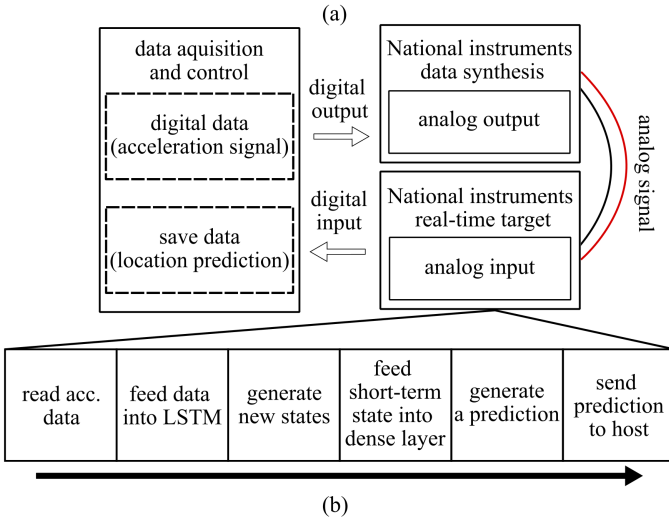 (a)
data aquisition
and control
digital data
(acceleration signal)
save data
(location prediction)
digital
output
digital
input
National instruments
data synthesis
analog output
National instruments
real-time target
analog input
analog signal
read acc.
data
feed data
into LSTM
generate
new states
feed
short-term
state into
dense layer
generate
a prediction
send
prediction
to host
(b)